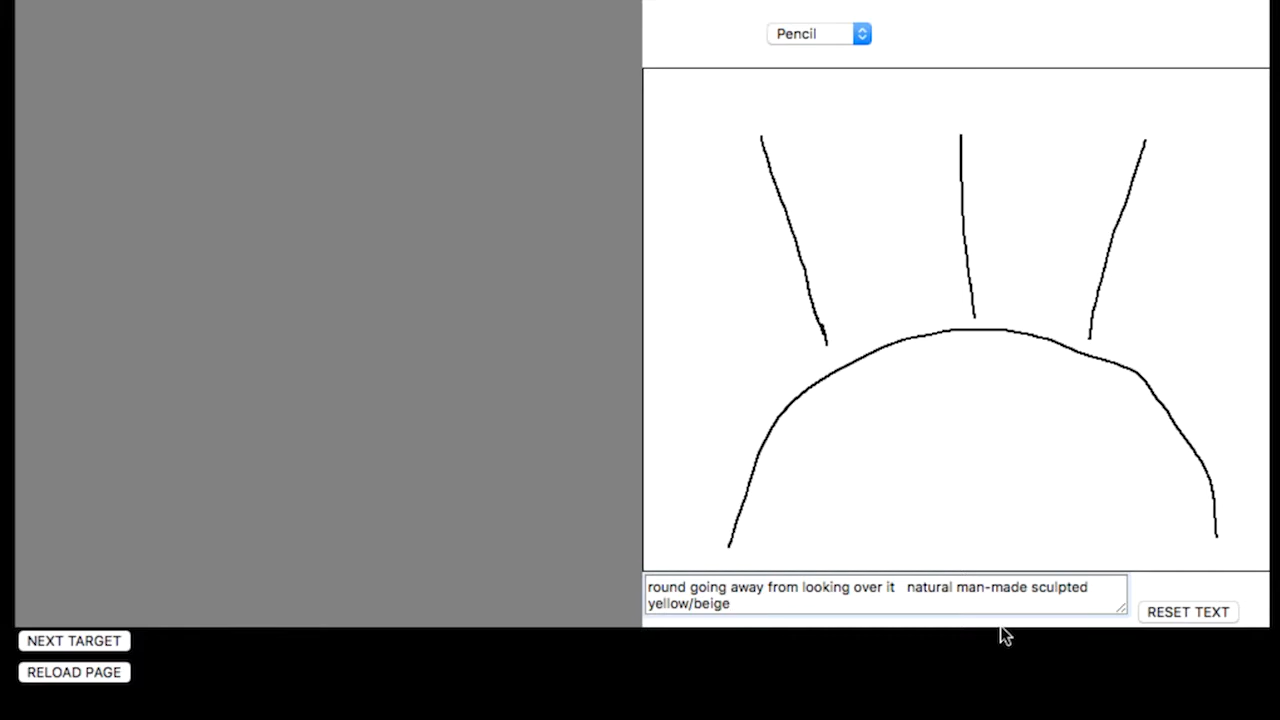 Pencil
round going away from looking over it   natural man-made sculpted
yellow/beige
RESET TEXT
NEXT TARGET
RELOAD PAGE